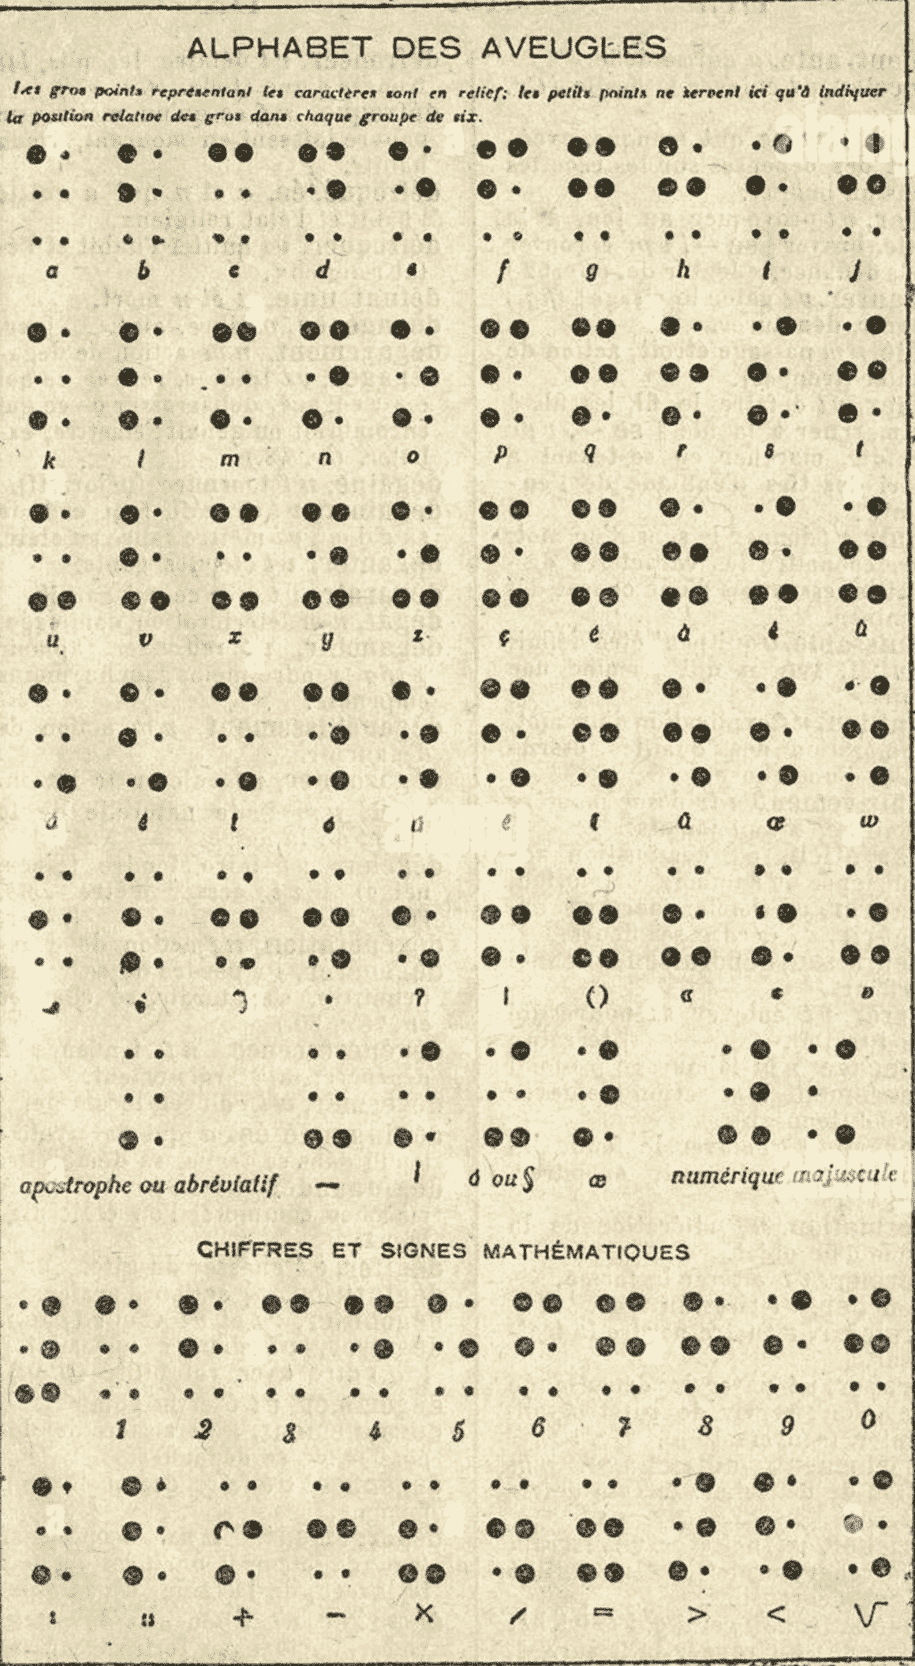 ALPHABET DES AVEUGLES
Les gros points représentant les caractères sont en relief; les petits points ne servent ici qu'à indiquer
la position relative des gros dans chaque groupe de six.
a b c d e f g h i j
k l m n o p q r s t
u v x y z ç é à è ù
â ê î ô û ë ï ü œ w
, ; : . ? ! () « * »
apostrophe ou abréviatif — I ò ou § æ numérique majuscule
CHIFFRES ET SIGNES MATHÉMATIQUES
1 2 3 4 5 6 7 8 9 0
+ − × / = > < √